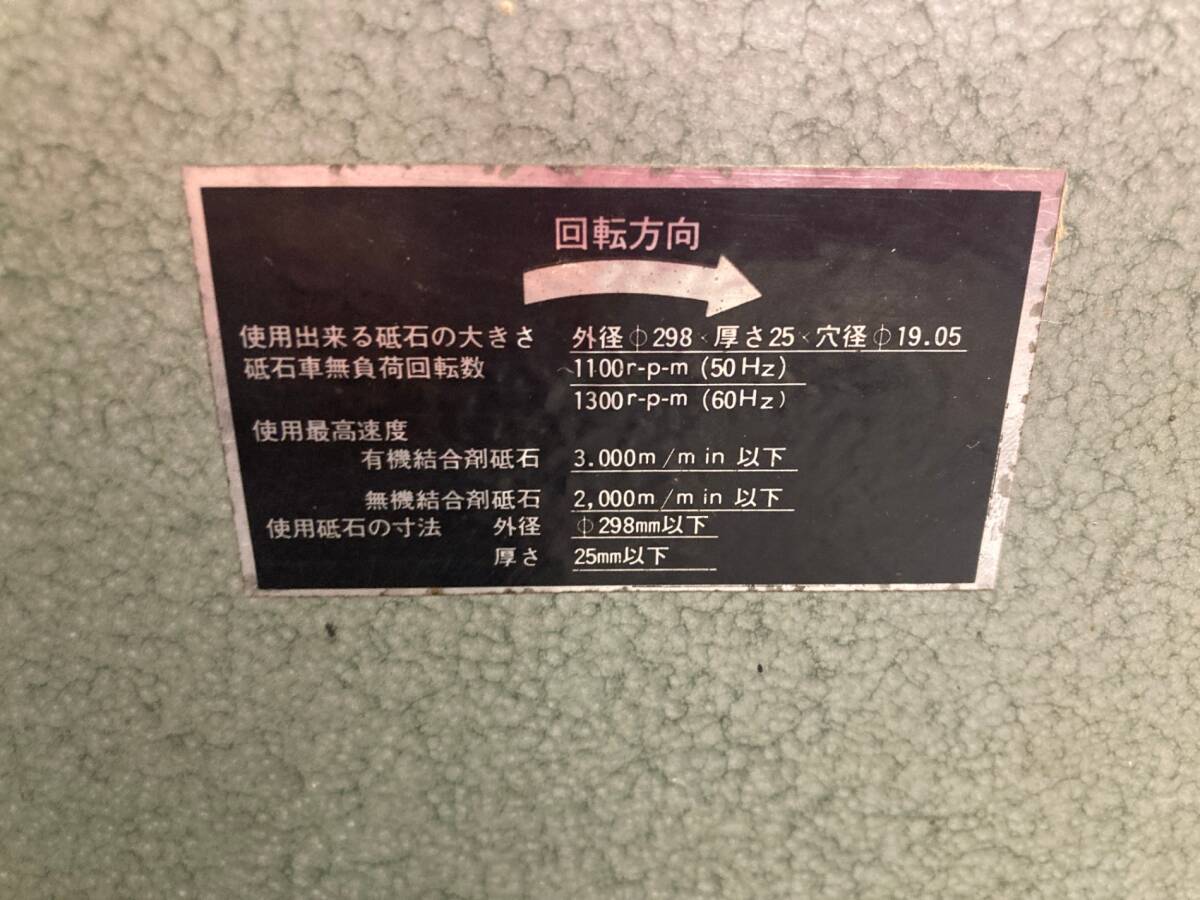 回転方向
使用出来る砥石の大きさ 外径φ298×厚さ25×穴径φ19.05
砥石車無負荷回転数 1100r-p-m (50Hz)
1300r-p-m (60Hz)
使用最高速度
有機結合剤砥石 3.000m/min 以下
無機結合剤砥石 2,000m/min 以下
使用砥石の寸法 外径 φ298mm以下
厚さ 25mm以下